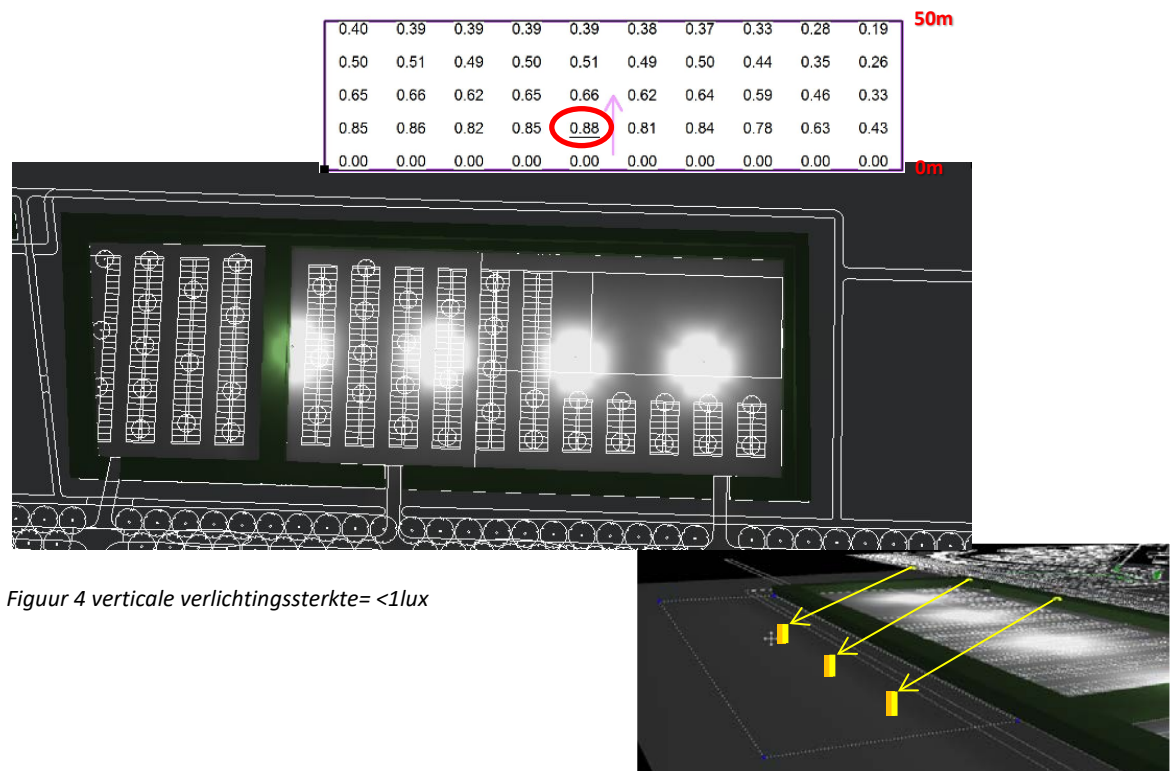 50m
0.40 0.39 0.39 0.39 0.39 0.38 0.37 0.33 0.28 0.19
0.50 0.51 0.49 0.50 0.51 0.49 0.50 0.44 0.35 0.26
0.65 0.66 0.62 0.65 0.66 0.62 0.64 0.59 0.46 0.33
0.85 0.86 0.82 0.85 0.88 0.81 0.84 0.78 0.63 0.43
0.00 0.00 0.00 0.00 0.00 0.00 0.00 0.00 0.00 0.00
0m
Figuur 4 verticale verlichtingssterkte= <1lux